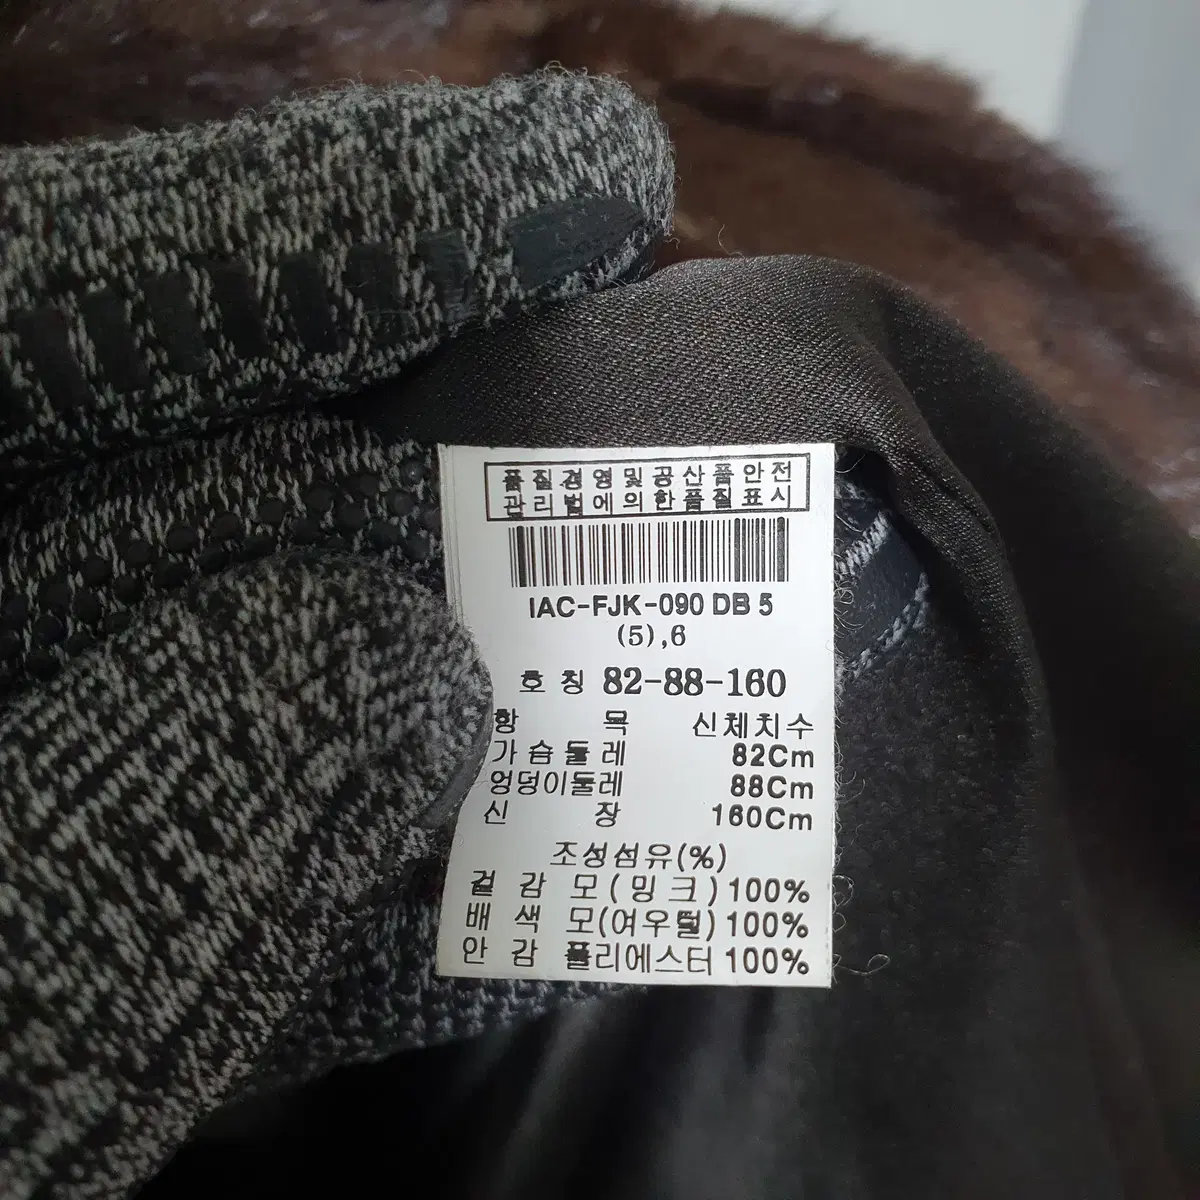 품질경영및공산품안전
관리법에의한품질표시
IAC-FJK-090 DB 5
(5),6
호칭 82-88-160
항 목 신체치수
가슴둘레 82Cm
엉덩이둘레 88Cm
신 장 160Cm
조성섬유(%)
겉 감 모(밍크)100%
배 색 모(여우털)100%
안 감 폴리에스터 100%